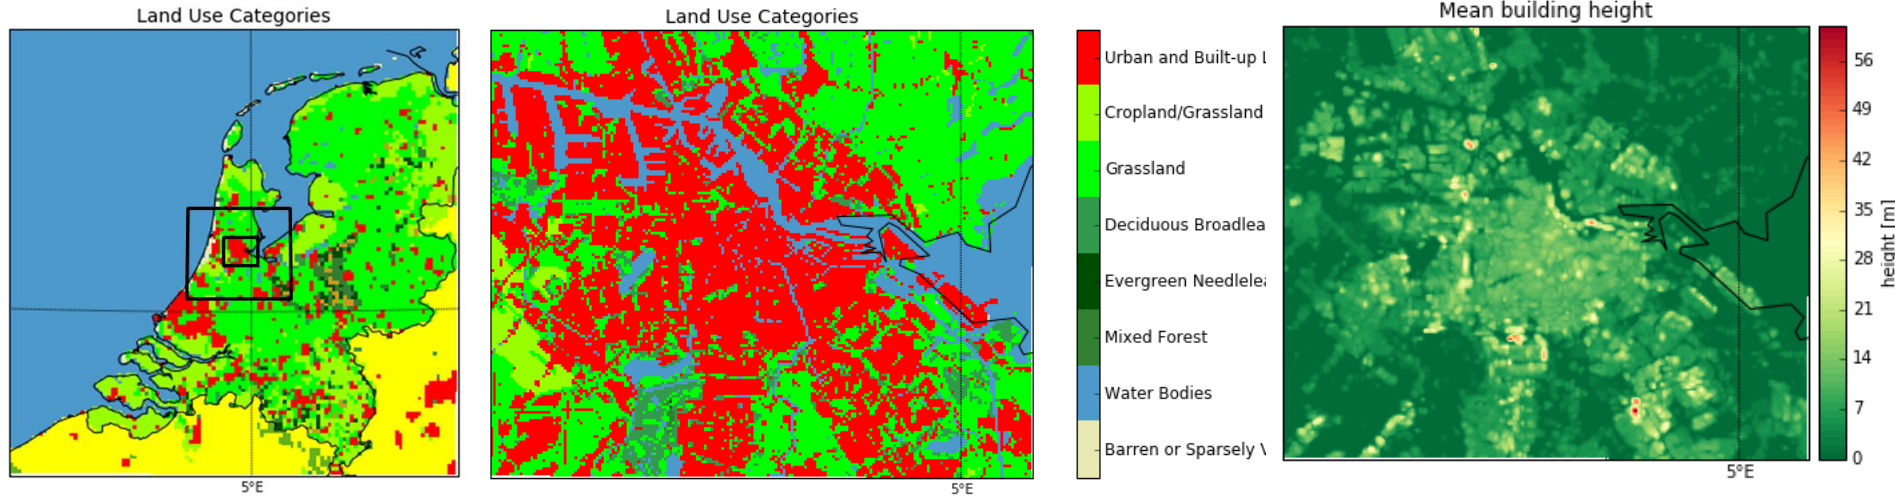 Land Use Categories
5°E
Land Use Categories
5°E
Urban and Built-up L
Cropland/Grassland
Grassland
Deciduous Broadlea
Evergreen Needlelea
Mixed Forest
Water Bodies
Barren or Sparsely V
Mean building height
5°E
56
49
42
35
28
21
14
7
0
height [m]